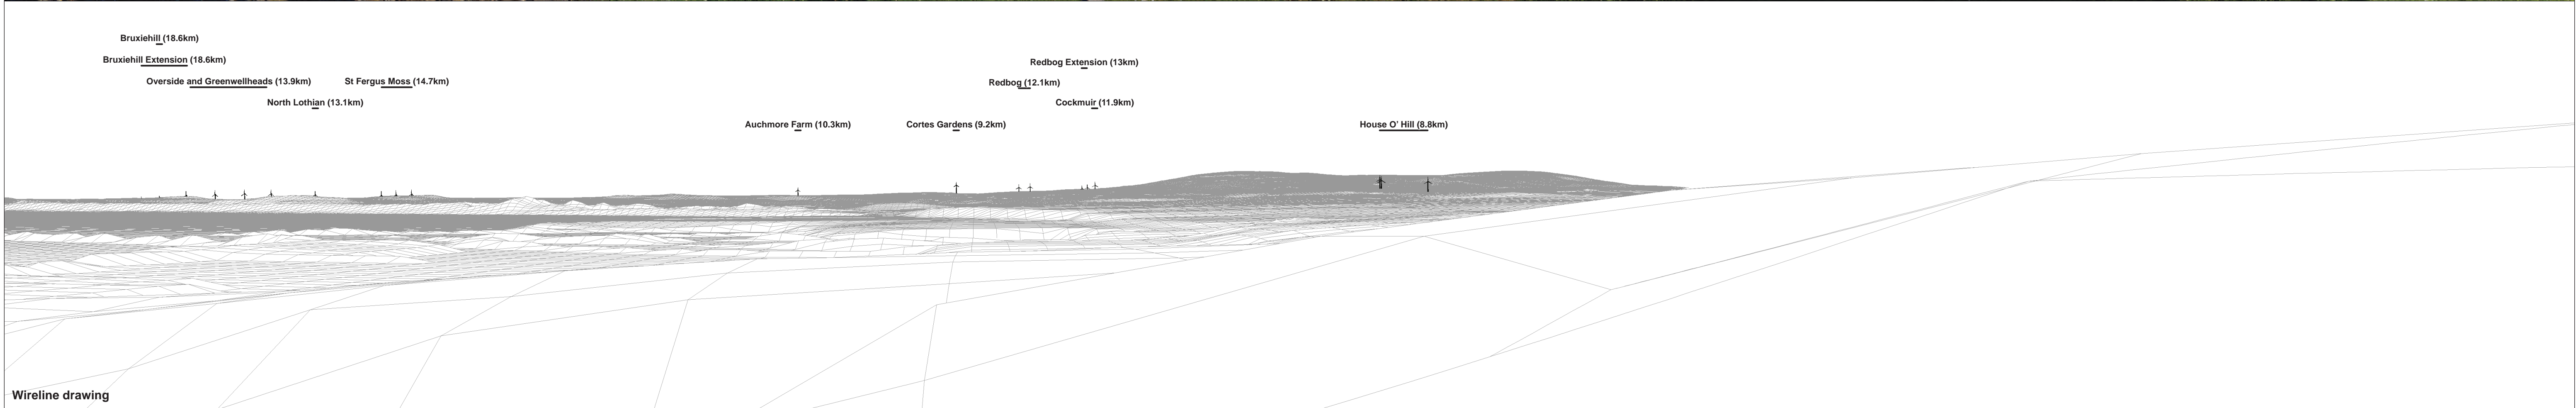 Bruxiehill (18.6km)
Bruxiehill Extension (18.6km)
Overside and Greenwellheads (13.9km)
St Fergus Moss (14.7km)
North Lothian (13.1km)
Redbog Extension (13km)
Redbog (12.1km)
Cockmuir (11.9km)
Auchmore Farm (10.3km)
Cortes Gardens (9.2km)
House O' Hill (8.8km)
Wireline drawing